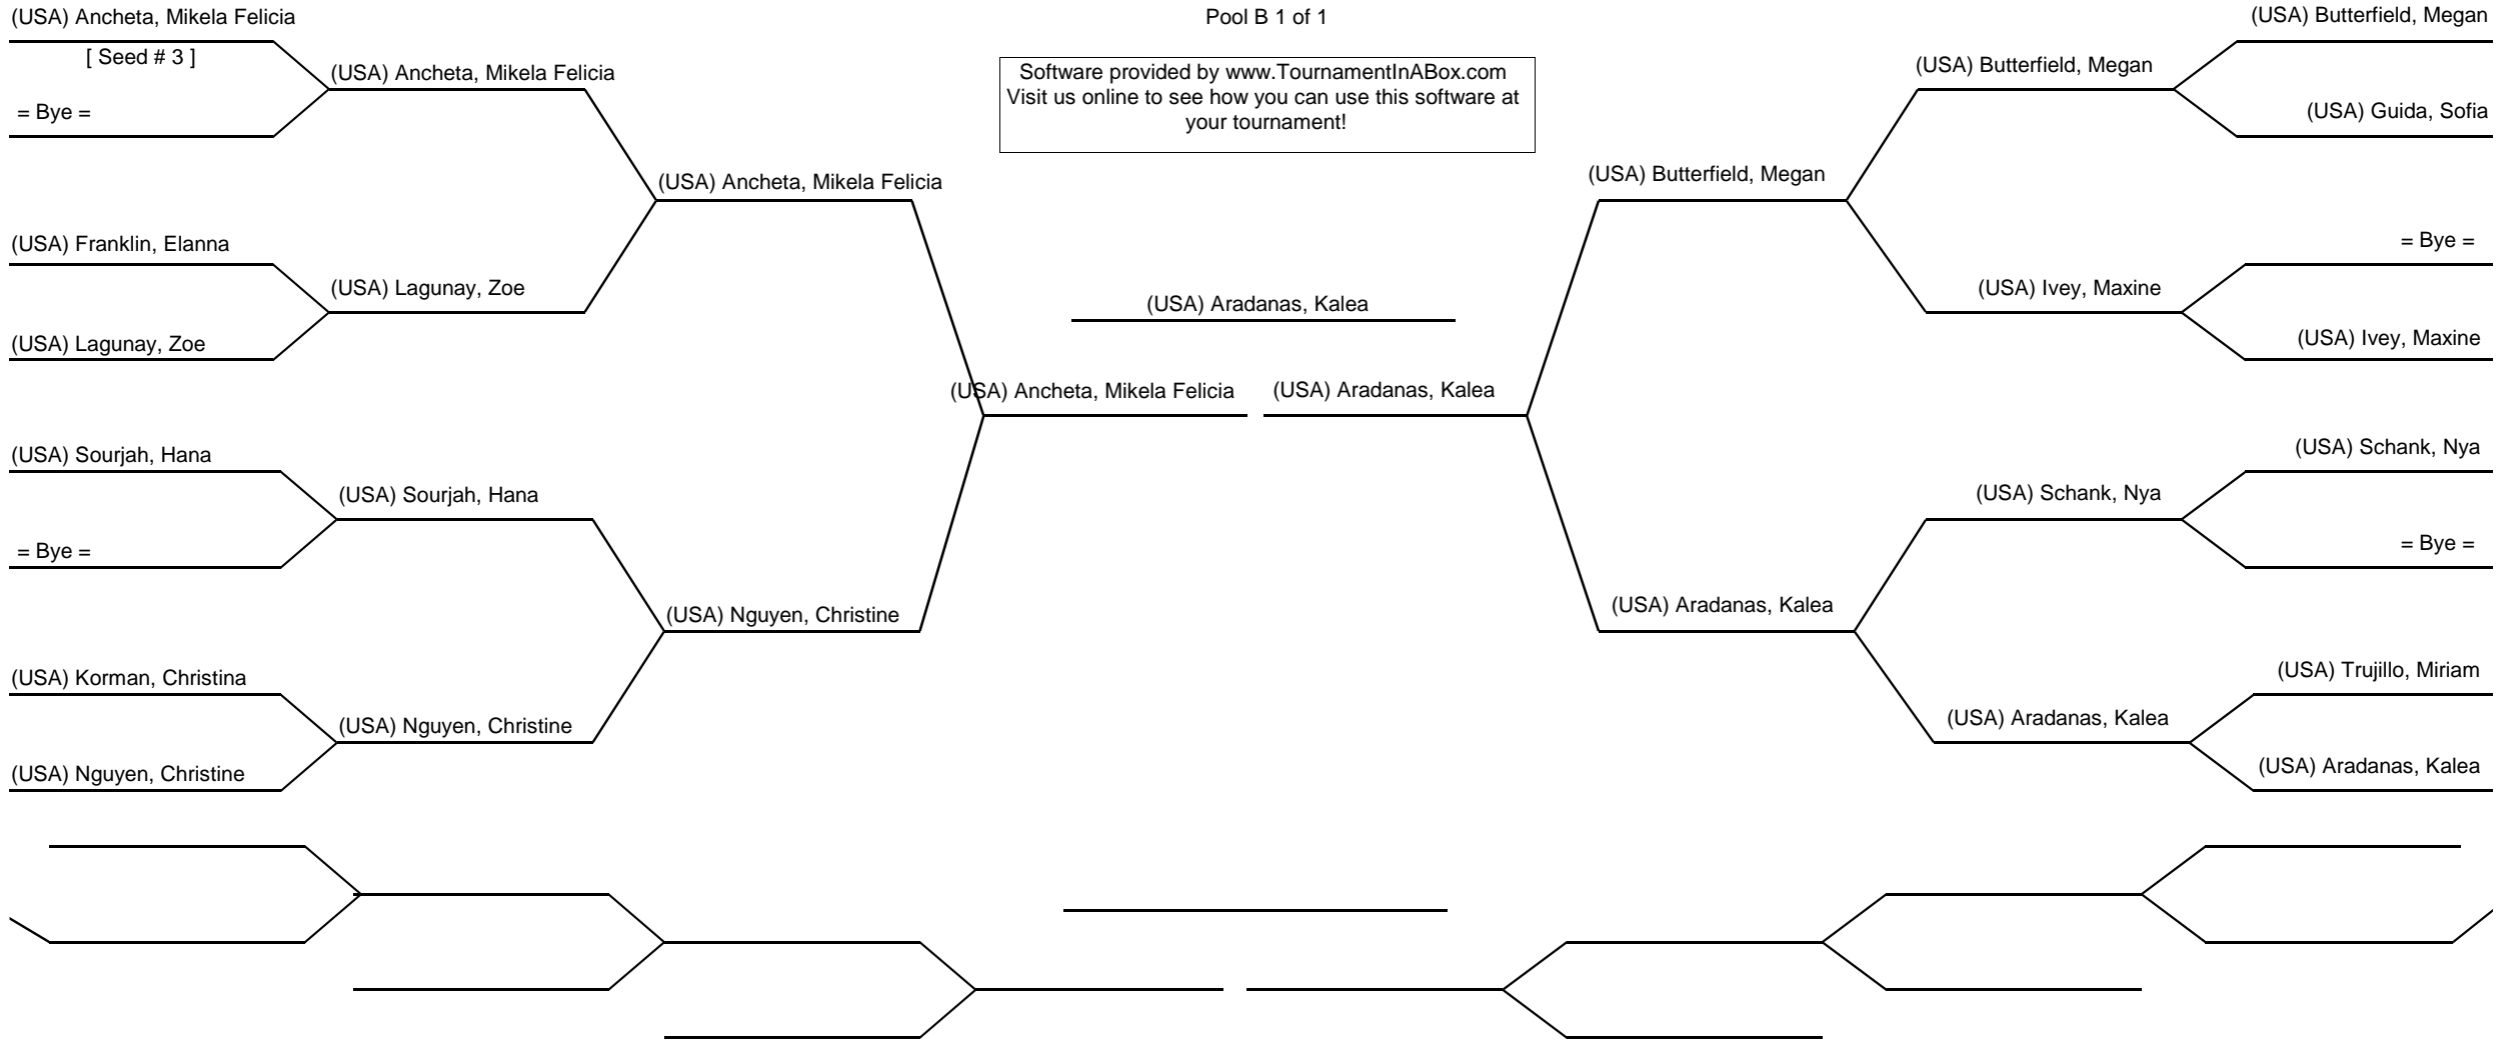 (USA) Ancheta, Mikela Felicia
[ Seed # 3 ]
= Bye =
(USA) Franklin, Elanna
(USA) Lagunay, Zoe
(USA) Sourjah, Hana
= Bye =
(USA) Korman, Christina
(USA) Nguyen, Christine
(USA) Ancheta, Mikela Felicia
(USA) Lagunay, Zoe
(USA) Sourjah, Hana
(USA) Nguyen, Christine
(USA) Ancheta, Mikela Felicia
(USA) Nguyen, Christine
(USA) Ancheta, Mikela Felicia
Pool B 1 of 1
Software provided by www.TournamentInABox.com
Visit us online to see how you can use this software at
your tournament!
(USA) Aradanas, Kalea
(USA) Aradanas, Kalea
(USA) Butterfield, Megan
(USA) Aradanas, Kalea
(USA) Butterfield, Megan
(USA) Ivey, Maxine
(USA) Schank, Nya
(USA) Aradanas, Kalea
(USA) Butterfield, Megan
(USA) Guida, Sofia
= Bye =
(USA) Ivey, Maxine
(USA) Schank, Nya
= Bye =
(USA) Trujillo, Miriam
(USA) Aradanas, Kalea